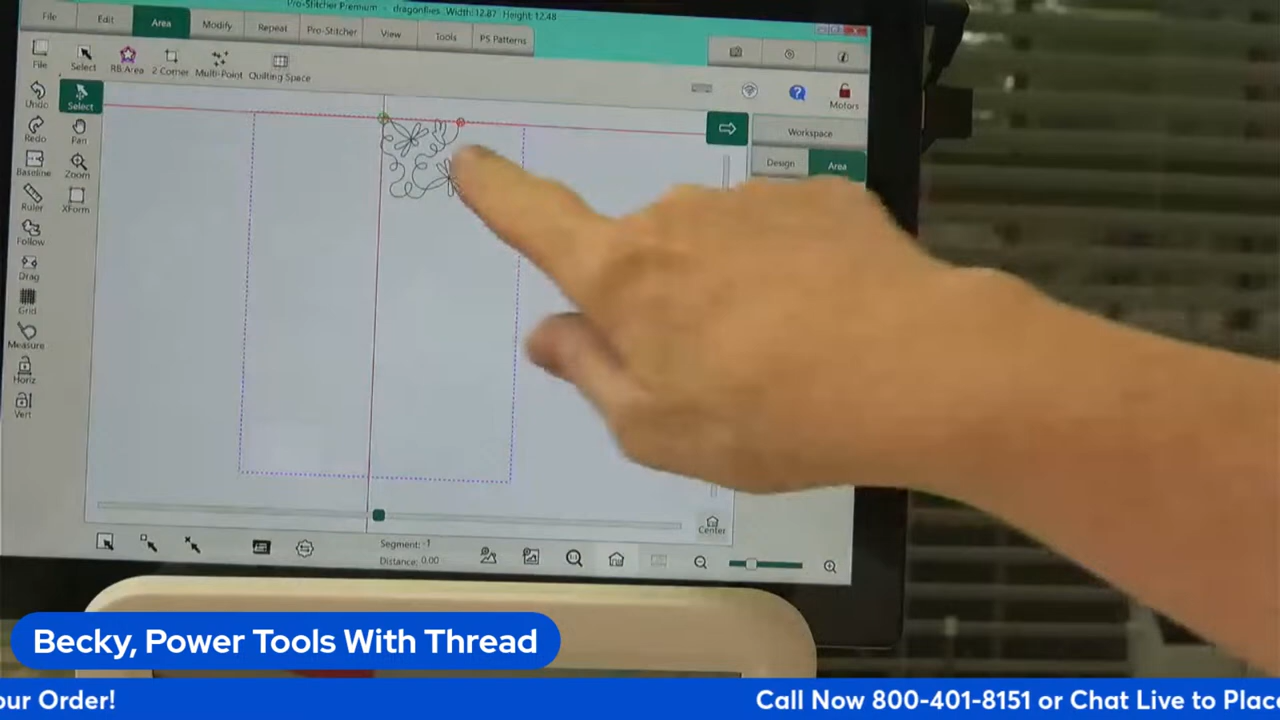 Pro-Stitcher Premium - dragonflies Width:12.87 Height:12.48
File
Edit
Area
Modify
Repeat
Pro-Stitcher
View
Tools
PS Patterns
File
Select
RB Area
2 Corner
Multi-Point
Quilting Space
Motors
Undo
Select
Redo
Pan
Baseline
Zoom
Ruler
XForm
Follow
Drag
Grid
Measure
Horiz
Vert
Workspace
Design
Area
Center
Segment: -1
Distance: 0.00
Becky, Power Tools With Thread
our Order!
Call Now 800-401-8151 or Chat Live to Place